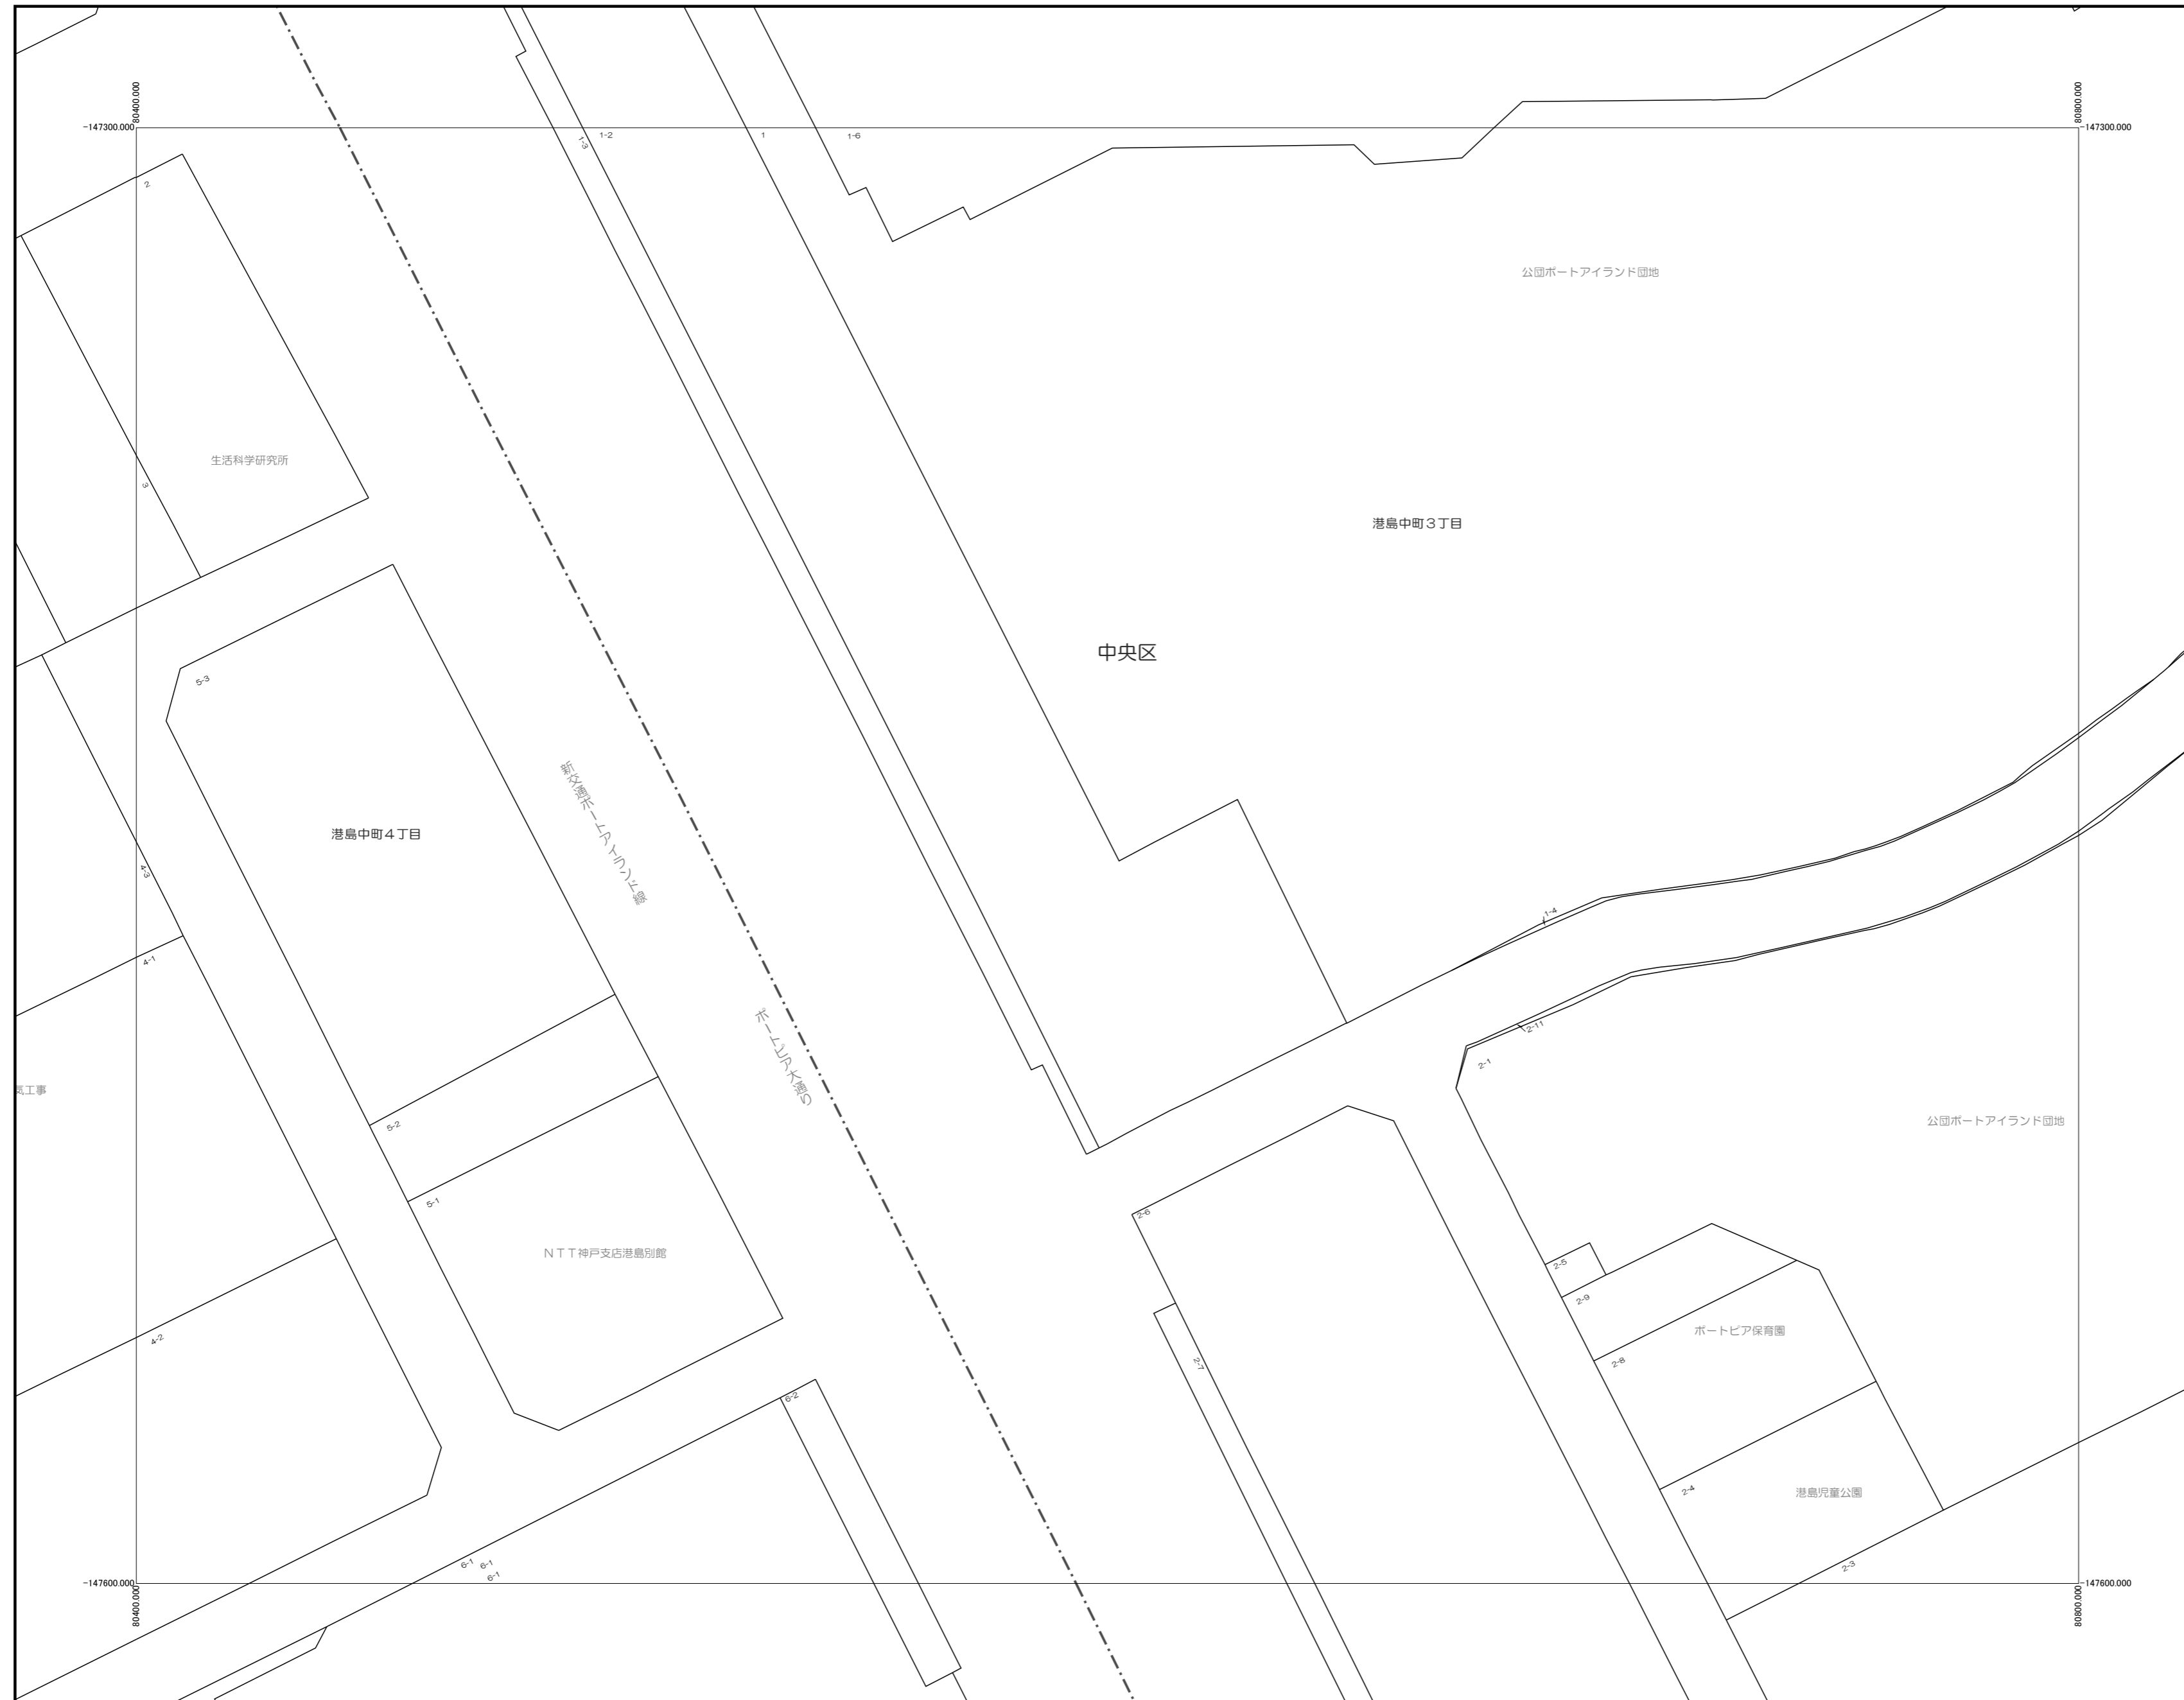 80400.000
80800.000
-147300.000
-147300.000
1-3
1-2
1
1-6
2
公団ポートアイランド団地
生活科学研究所
3
港島中町3丁目
中央区
5-3
新交通ポートアイランド線
港島中町4丁目
4-3
1-4
4-1
ポートピア大通り
2-11
2-1
気工事
公団ポートアイランド団地
5-2
5-1
2-6
NTT神戸支店港島別館
2-5
2-9
ポートピア保育園
4-2
2-7
2-8
6-2
2-4
港島児童公園
6-1
6-1
6-1
2-3
-147600.000
-147600.000
80400.000
80800.000